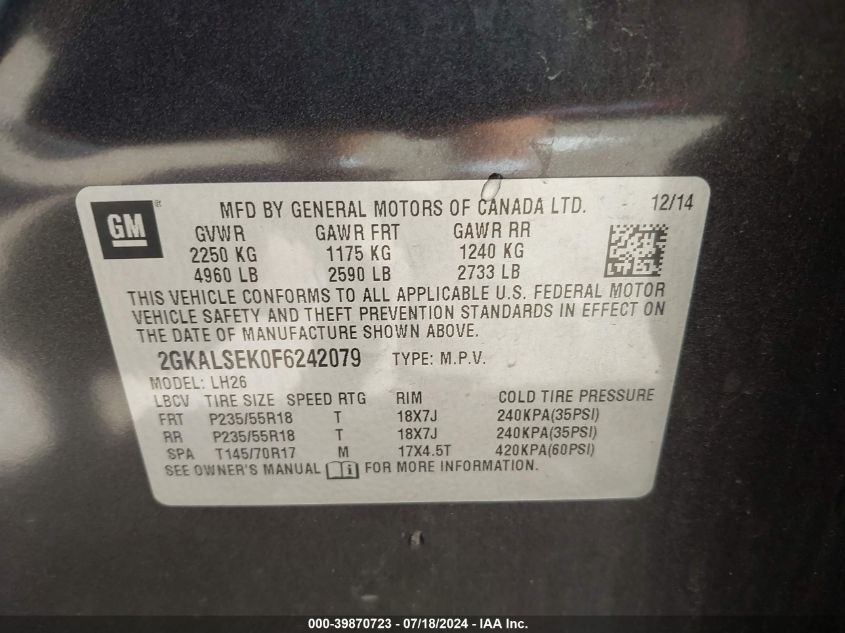 GM ®
MFD BY GENERAL MOTORS OF CANADA LTD. 12/14
GVWR GAWR FRT GAWR RR
2250 KG 1175 KG 1240 KG
4960 LB 2590 LB 2733 LB
THIS VEHICLE CONFORMS TO ALL APPLICABLE U.S. FEDERAL MOTOR
VEHICLE SAFETY AND THEFT PREVENTION STANDARDS IN EFFECT ON
THE DATE OF MANUFACTURE SHOWN ABOVE.
2GKALSEK0F6242079 TYPE: M.P.V.
MODEL: LH26
LBCV TIRE SIZE SPEED RTG RIM COLD TIRE PRESSURE
FRT P235/55R18 T 18X7J 240KPA(35PSI)
RR P235/55R18 T 18X7J 240KPA(35PSI)
SPA T145/70R17 M 17X4.5T 420KPA(60PSI)
SEE OWNER'S MANUAL i FOR MORE INFORMATION.
000-39870723 - 07/18/2024 - IAA Inc.